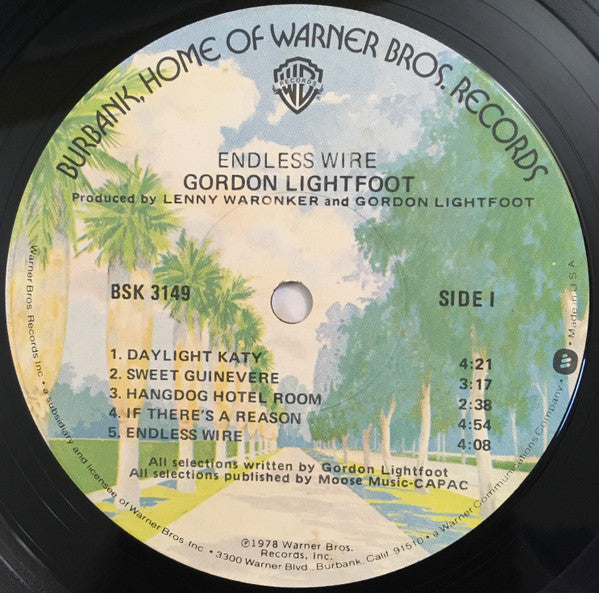 BURBANK, HOME OF WARNER BROS. RECORDS
RECORDS
ENDLESS WIRE
GORDON LIGHTFOOT
Produced by LENNY WARONKER and GORDON LIGHTFOOT
BSK 3149
SIDE I
1. DAYLIGHT KATY 4:21
2. SWEET GUINEVERE 3:17
3. HANGDOG HOTEL ROOM 2:38
4. IF THERE'S A REASON 4:54
5. ENDLESS WIRE 4:08
All selections written by Gordon Lightfoot
All selections published by Moose Music-CAPAC
℗1978 Warner Bros.
Records, Inc.
Warner Bros. Records Inc. • a subsidiary and licensee of Warner Bros. Inc. • 3300 Warner Blvd., Burbank, Calif. 91510 • a Warner Communications Company • Made in U.S.A.